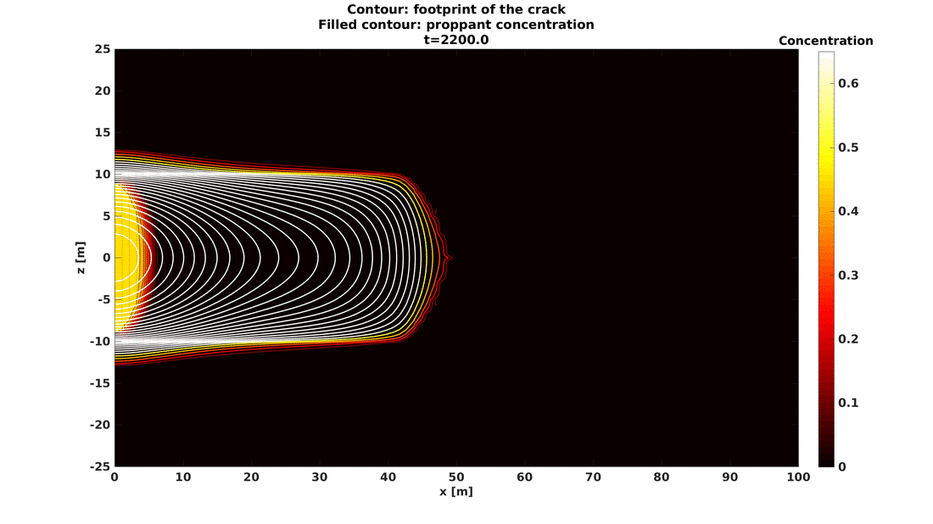 Contour: footprint of the crack
Filled contour: proppant concentration
t=2200.0
Concentration
25
20
15
10
5
0
-5
-10
-15
-20
-25
z [m]
0 10 20 30 40 50 60 70 80 90 100
x [m]
0.6
0.5
0.4
0.3
0.2
0.1
0